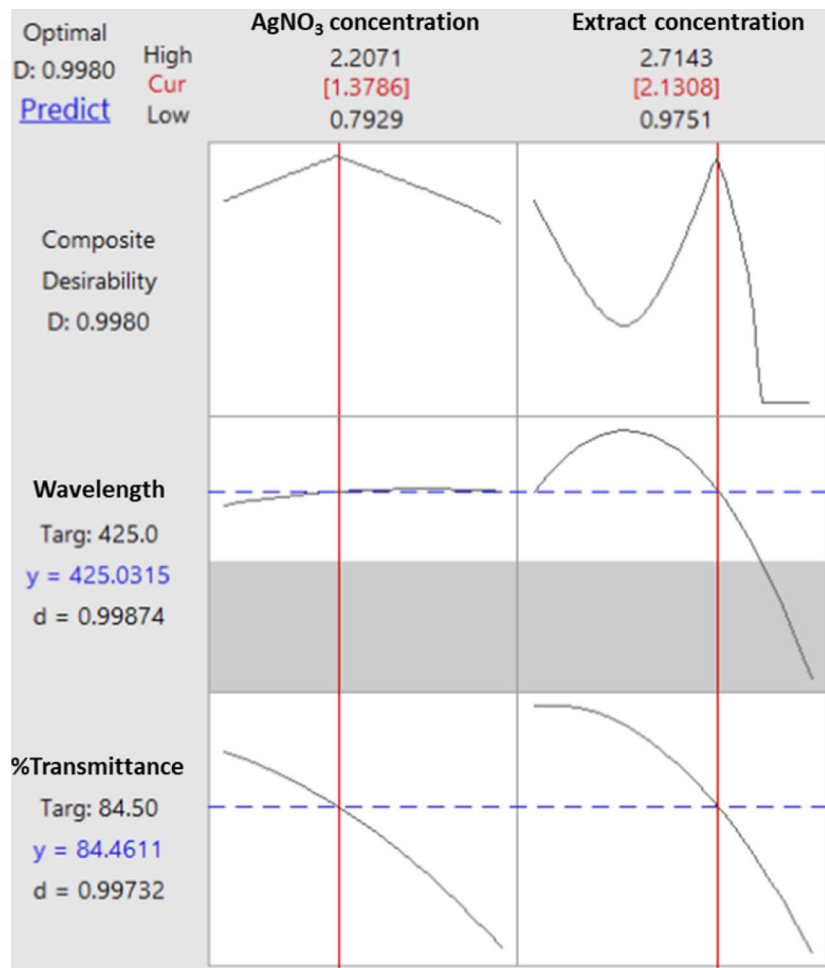 Optimal
D: 0.9980
Predict
High
Cur
Low
AgNO₃ concentration
2.2071
[1.3786]
0.7929
Extract concentration
2.7143
[2.1308]
0.9751
Composite
Desirability
D: 0.9980
Wavelength
Targ: 425.0
y = 425.0315
d = 0.99874
%Transmittance
Targ: 84.50
y = 84.4611
d = 0.99732